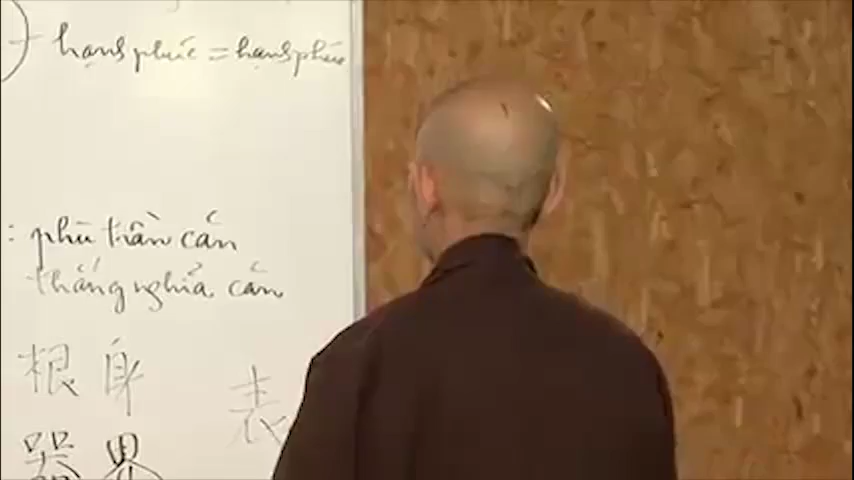 ) hạnh phúc = hạnh phúc
: phù trần căn
thắng nghĩa căn
根身
表
器界